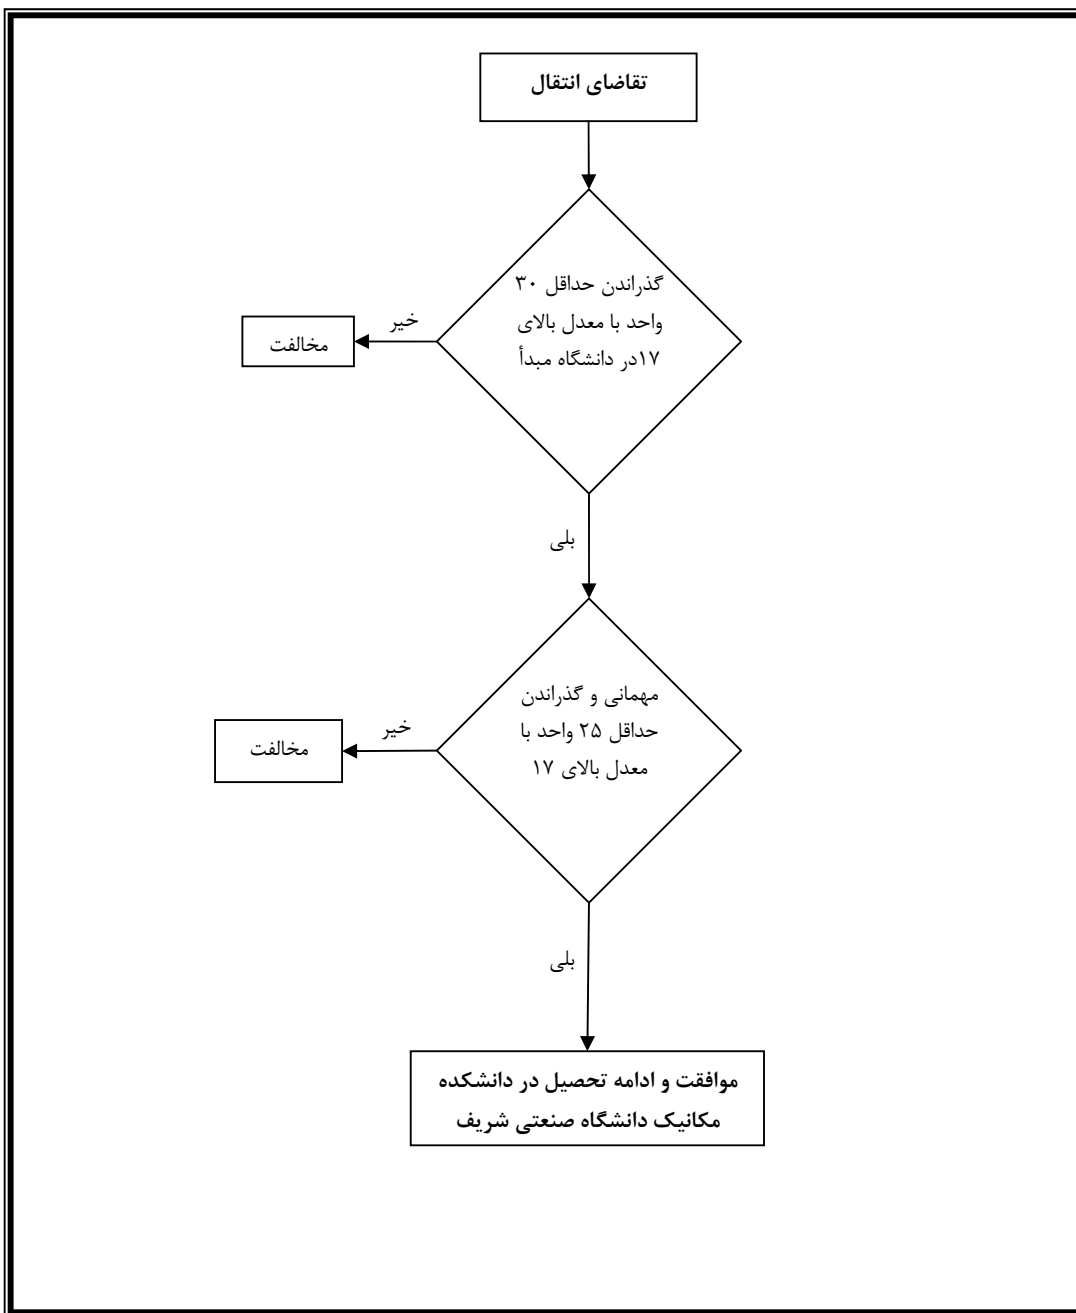 تقاضای انتقال
گذراندن حداقل ۳۰
واحد با معدل بالای
۱۷در دانشگاه مبدأ
خیر
مخالفت
بلی
مهمانی و گذراندن
حداقل ۲۵ واحد با
معدل بالای ۱۷
خیر
مخالفت
بلی
موافقت و ادامه تحصیل در دانشکده
مکانیک دانشگاه صنعتی شریف